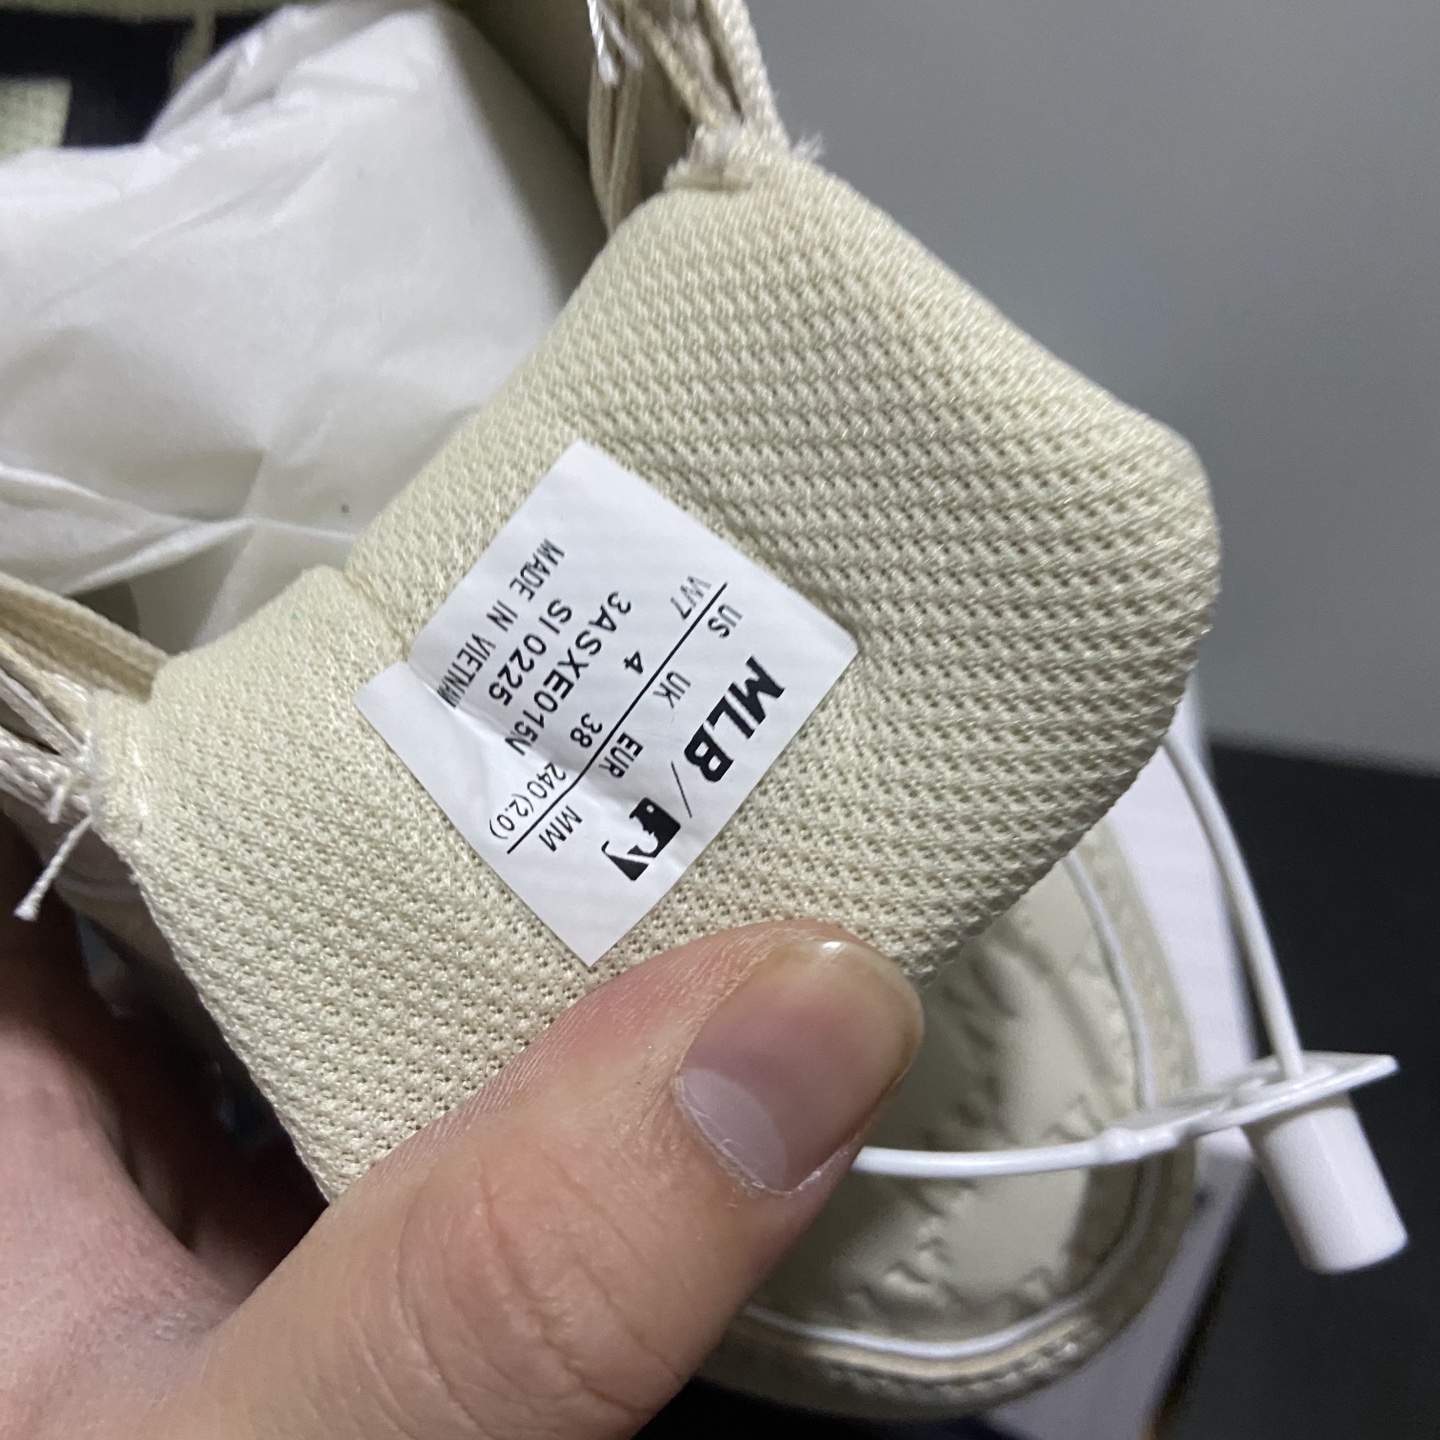 MLB/
US UK EUR MM
W7 4 38 240(2.0)
3ASXE015N
SI 0225
MADE IN VIETNAM